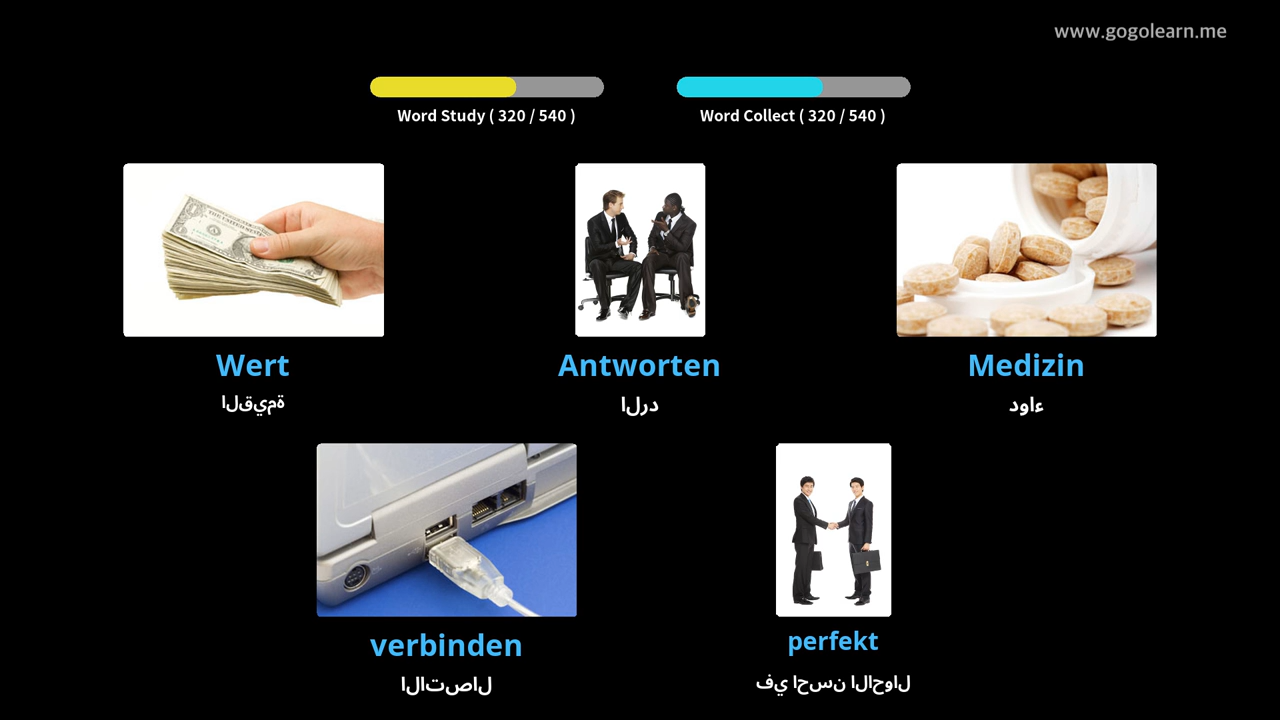 www.gogolearn.me
Word Study ( 320 / 540 )
Word Collect ( 320 / 540 )
Wert
Antworten
Medizin
القيمة
الرد
دواء
verbinden
perfekt
الاتصال
في احسن الاحوال